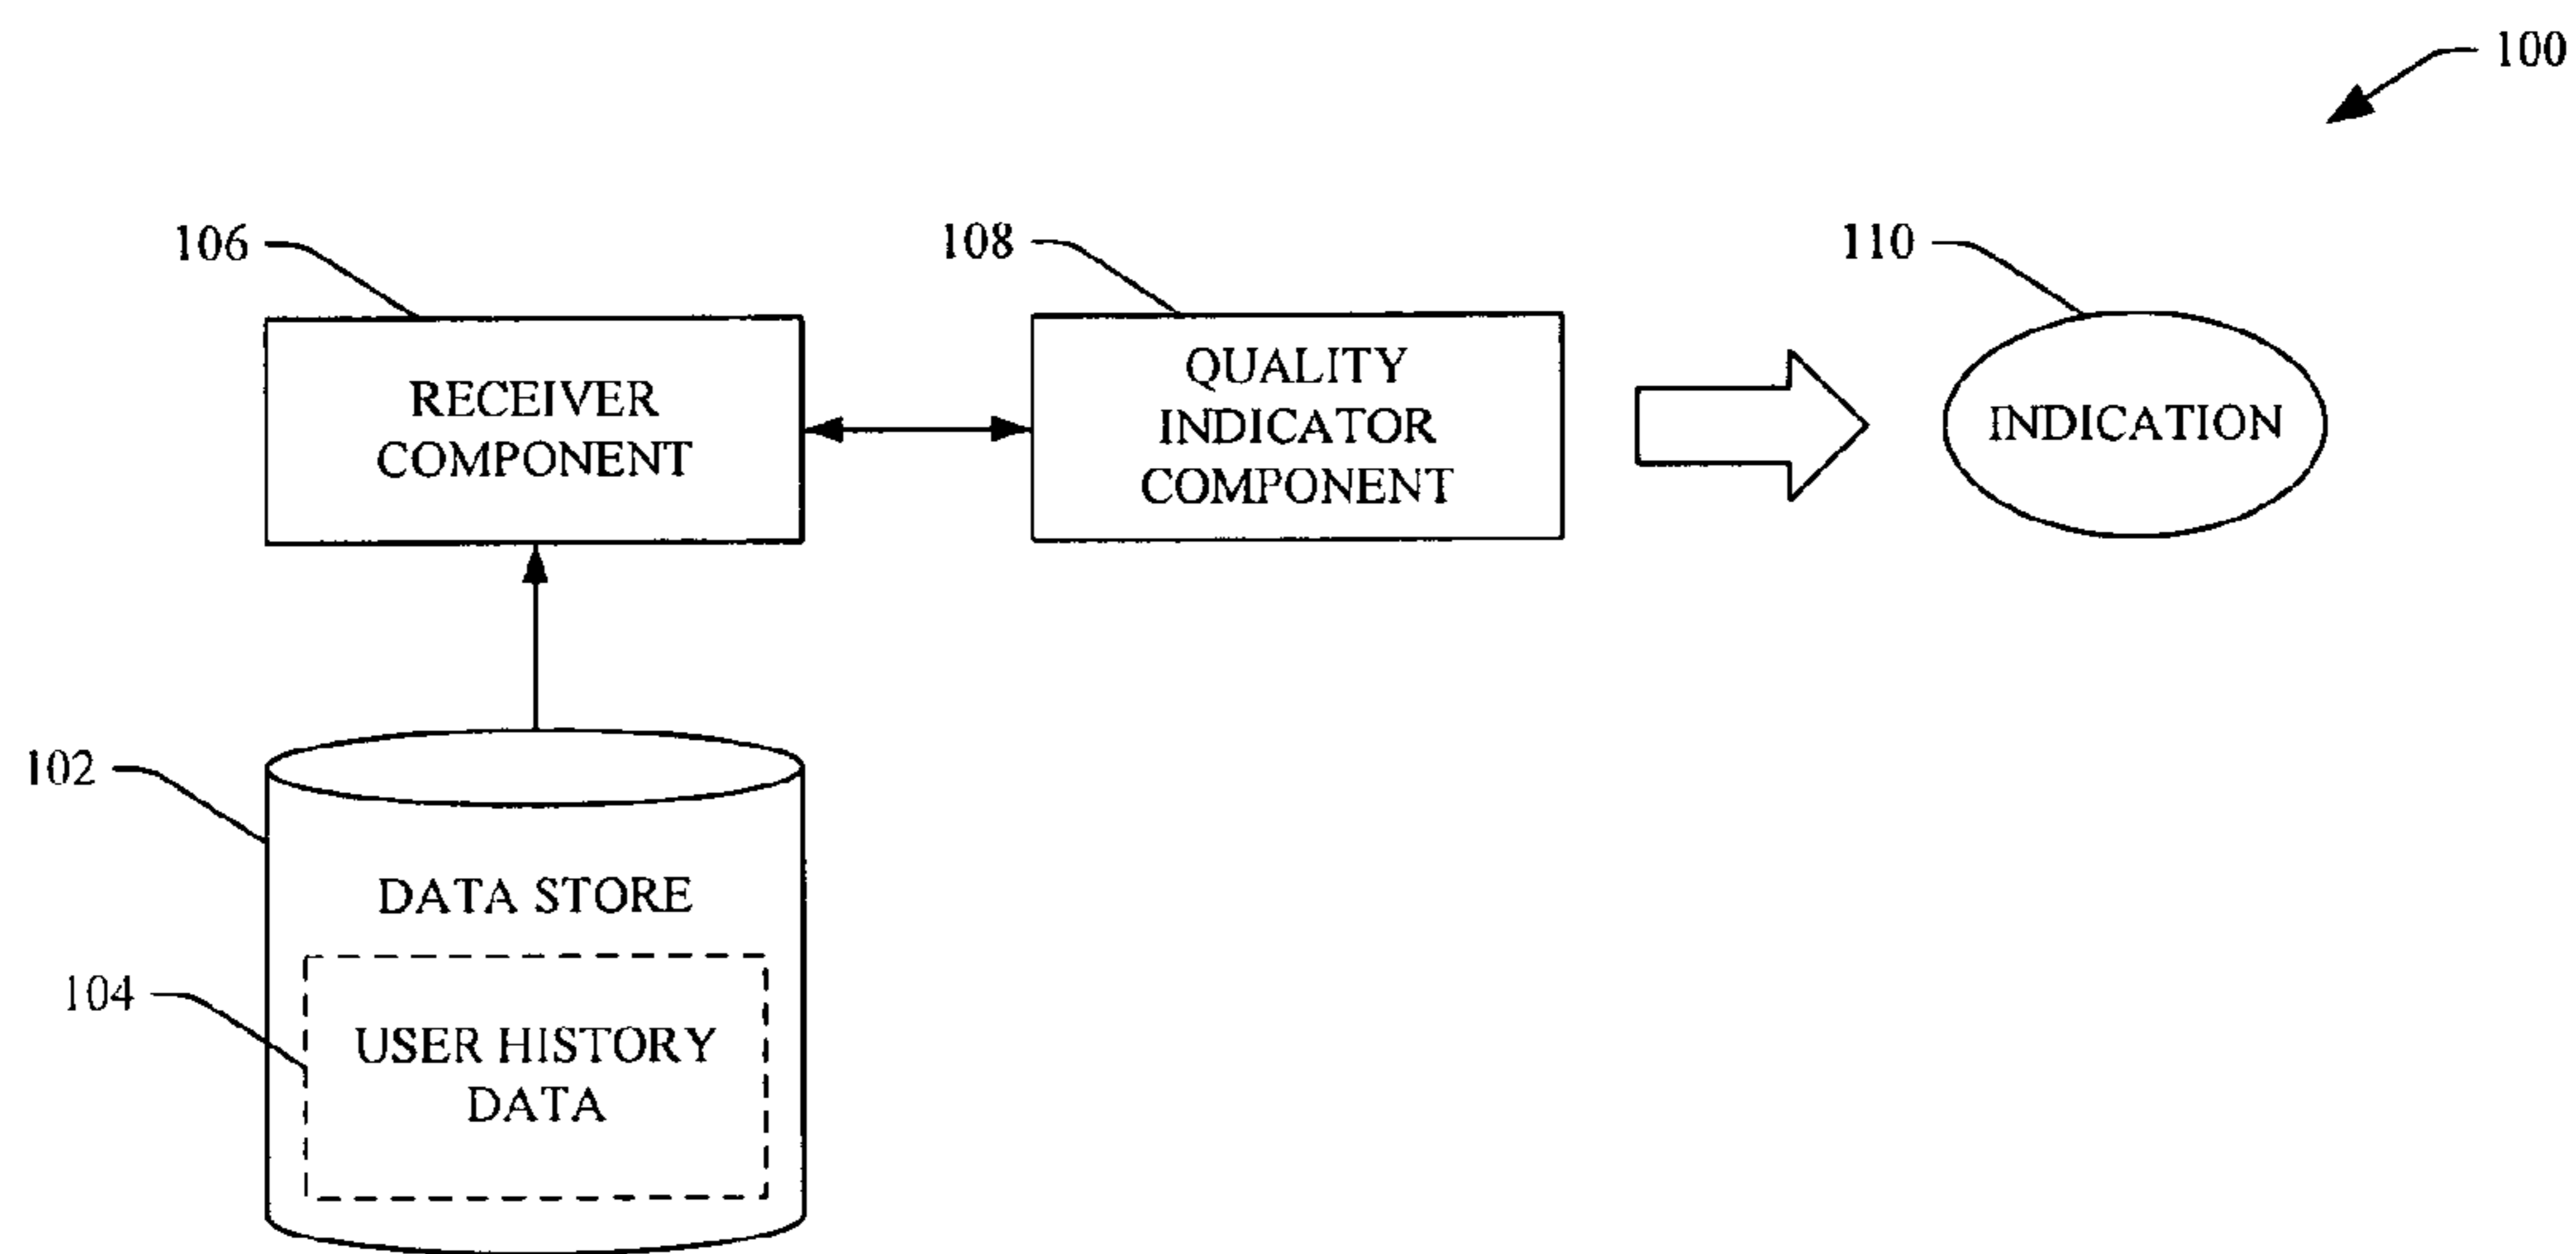 100
106
108
110
RECEIVER
COMPONENT
QUALITY
INDICATOR
COMPONENT
INDICATION
102
DATA STORE
104
USER HISTORY
DATA